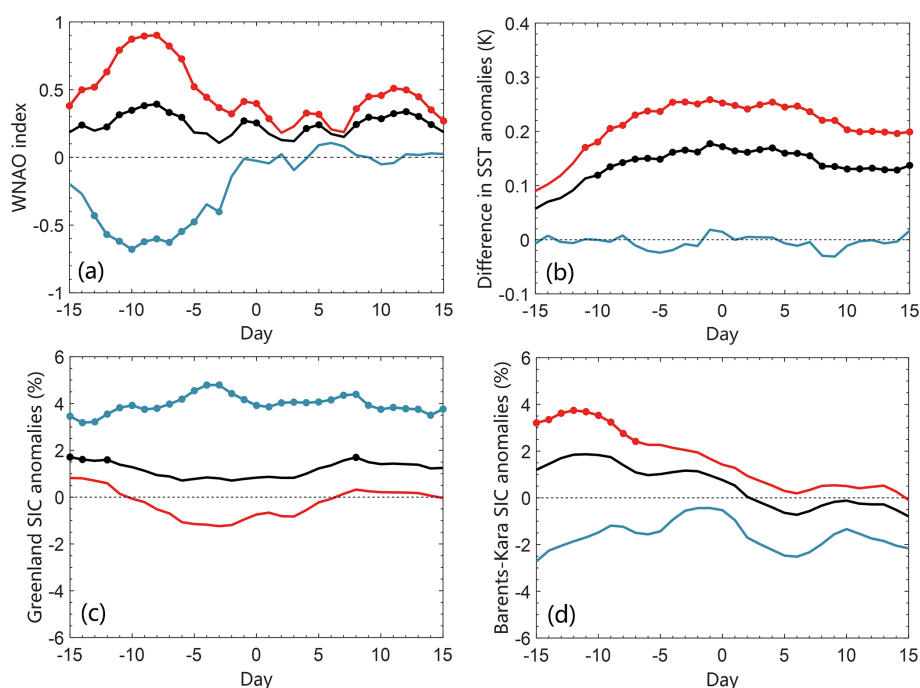 1
0.5
0
-0.5
-1
WNAO index
(a)
-15 -10 -5 0 5 10 15
Day
0.4
0.3
0.2
0.1
0
-0.1
Difference in SST anomalies (K)
(b)
-15 -10 -5 0 5 10 15
Day
6
4
2
0
-2
-4
-6
Greenland SIC anomalies (%)
(c)
-15 -10 -5 0 5 10 15
Day
6
4
2
0
-2
-4
-6
Barents-Kara SIC anomalies (%)
(d)
-15 -10 -5 0 5 10 15
Day